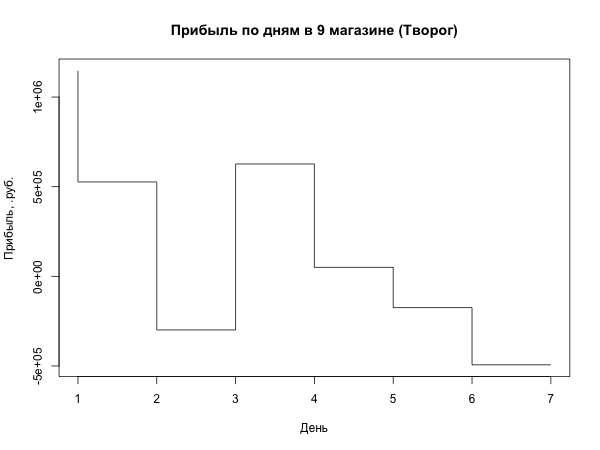 Прибыль по дням в 9 магазине (Творог)
Прибыль, .руб.
1e+06
5e+05
0e+00
-5e+05
1 2 3 4 5 6 7
День